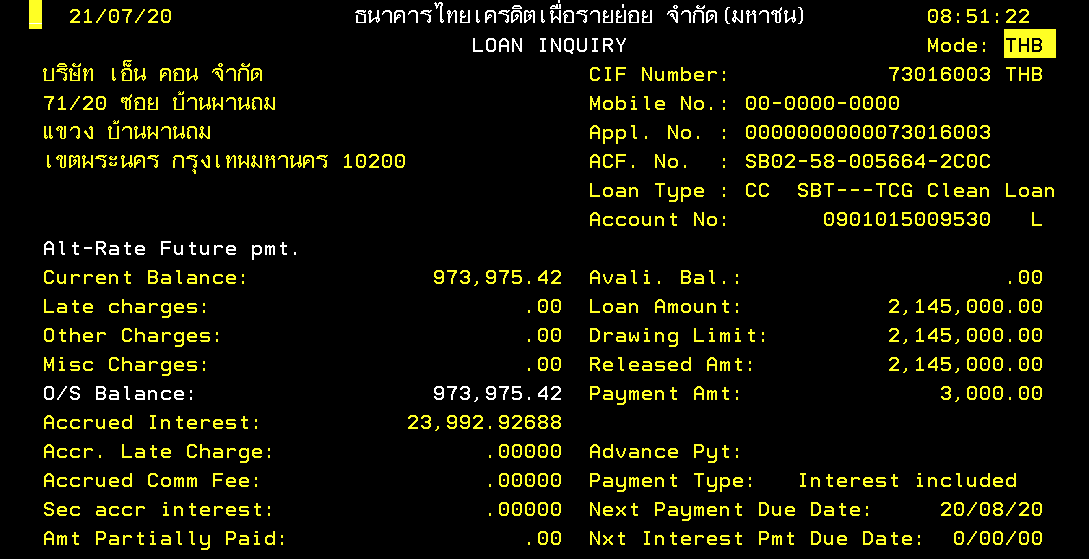 21/07/20 ธนาคารไทยเครดิตเพื่อรายย่อย จำกัด(มหาชน) 08:51:22
LOAN INQUIRY Mode: THB
บริษัท เอ็น คอน จำกัด CIF Number: 73016003 THB
71/20 ซอย บ้านพานถม Mobile No.: 00-0000-0000
แขวง บ้านพานถม Appl. No. : 0000000000073016003
เขตพระนคร กรุงเทพมหานคร 10200 ACF. No. : SB02-58-005664-2C0C
Loan Type : CC SBT---TCG Clean Loan
Account No: 0901015009530 L
Alt-Rate Future pmt.
Current Balance: 973,975.42 Avali. Bal.: .00
Late charges: .00 Loan Amount: 2,145,000.00
Other Charges: .00 Drawing Limit: 2,145,000.00
Misc Charges: .00 Released Amt: 2,145,000.00
O/S Balance: 973,975.42 Payment Amt: 3,000.00
Accrued Interest: 23,992.92688
Accr. Late Charge: .00000 Advance Pyt:
Accrued Comm Fee: .00000 Payment Type: Interest included
Sec accr interest: .00000 Next Payment Due Date: 20/08/20
Amt Partially Paid: .00 Nxt Interest Pmt Due Date: 0/00/00